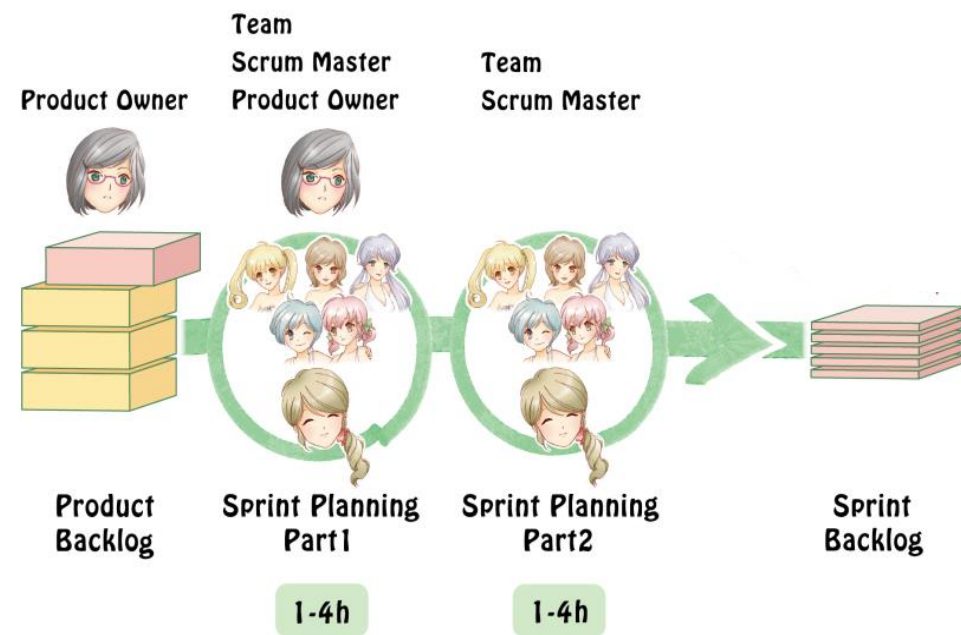 Product Owner
Team
Scrum Master
Product Owner
Team
Scrum Master
Product
Backlog
Sprint Planning
Part1
Sprint Planning
Part2
Sprint
Backlog
1-4h
1-4h